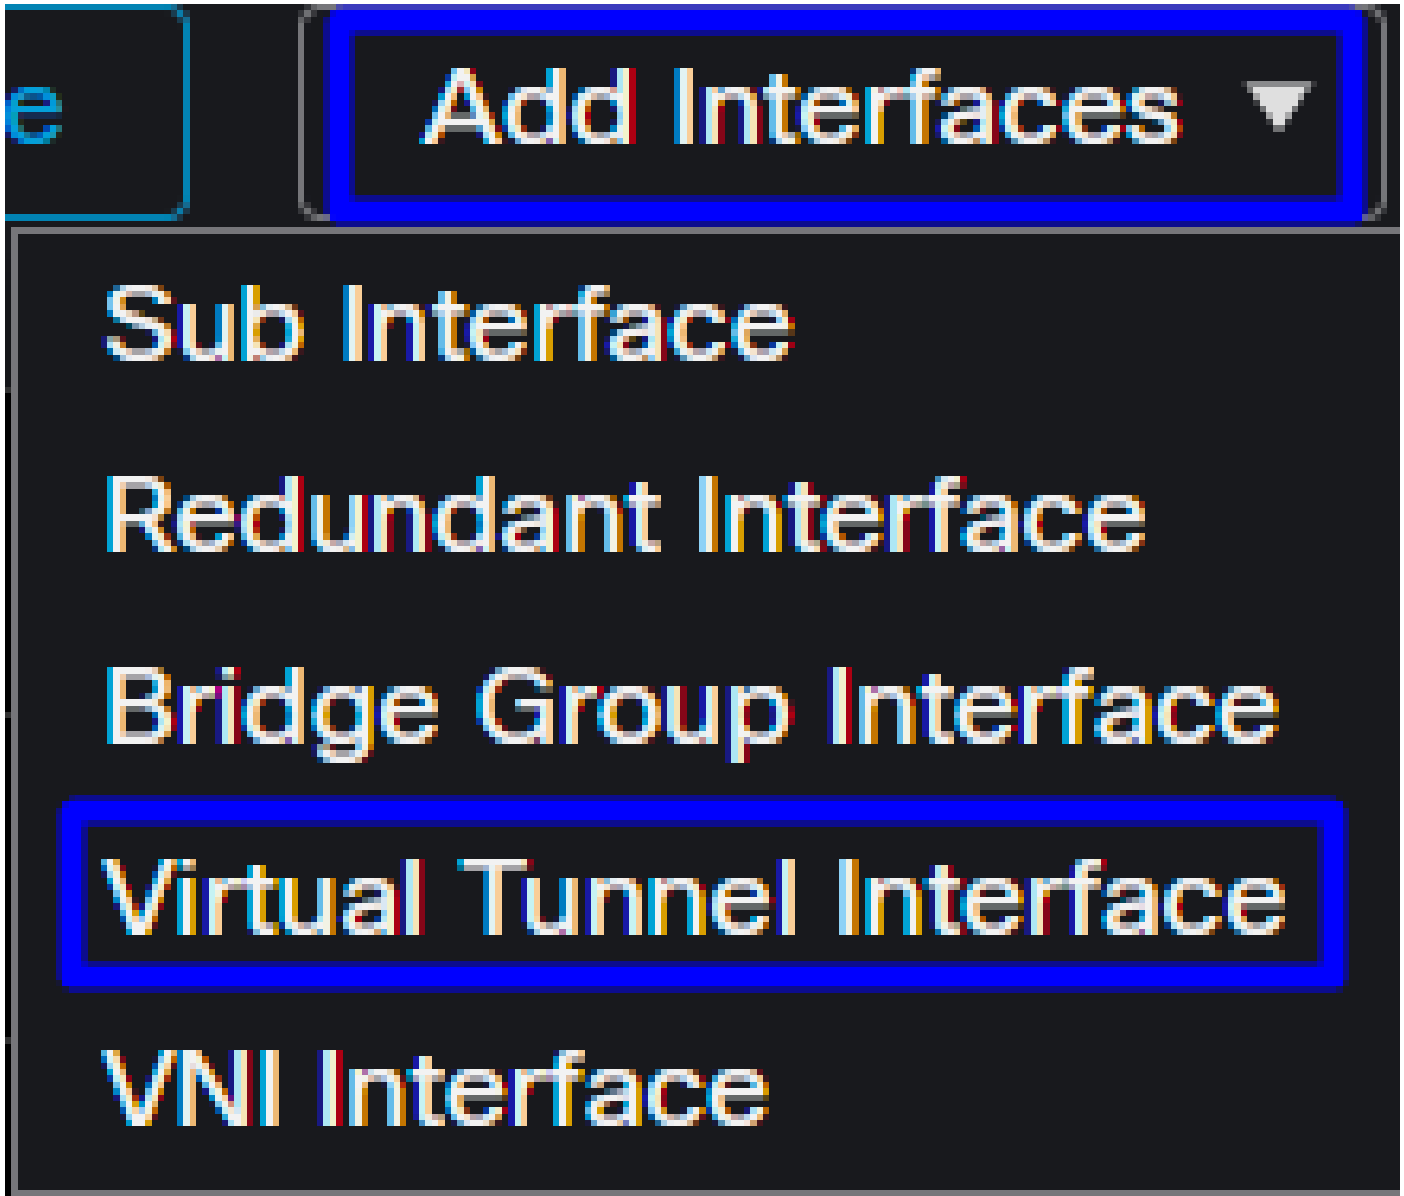 e Add Interfaces
Sub Interface
Redundant Interface
Bridge Group Interface
Virtual Tunnel Interface
VNI Interface